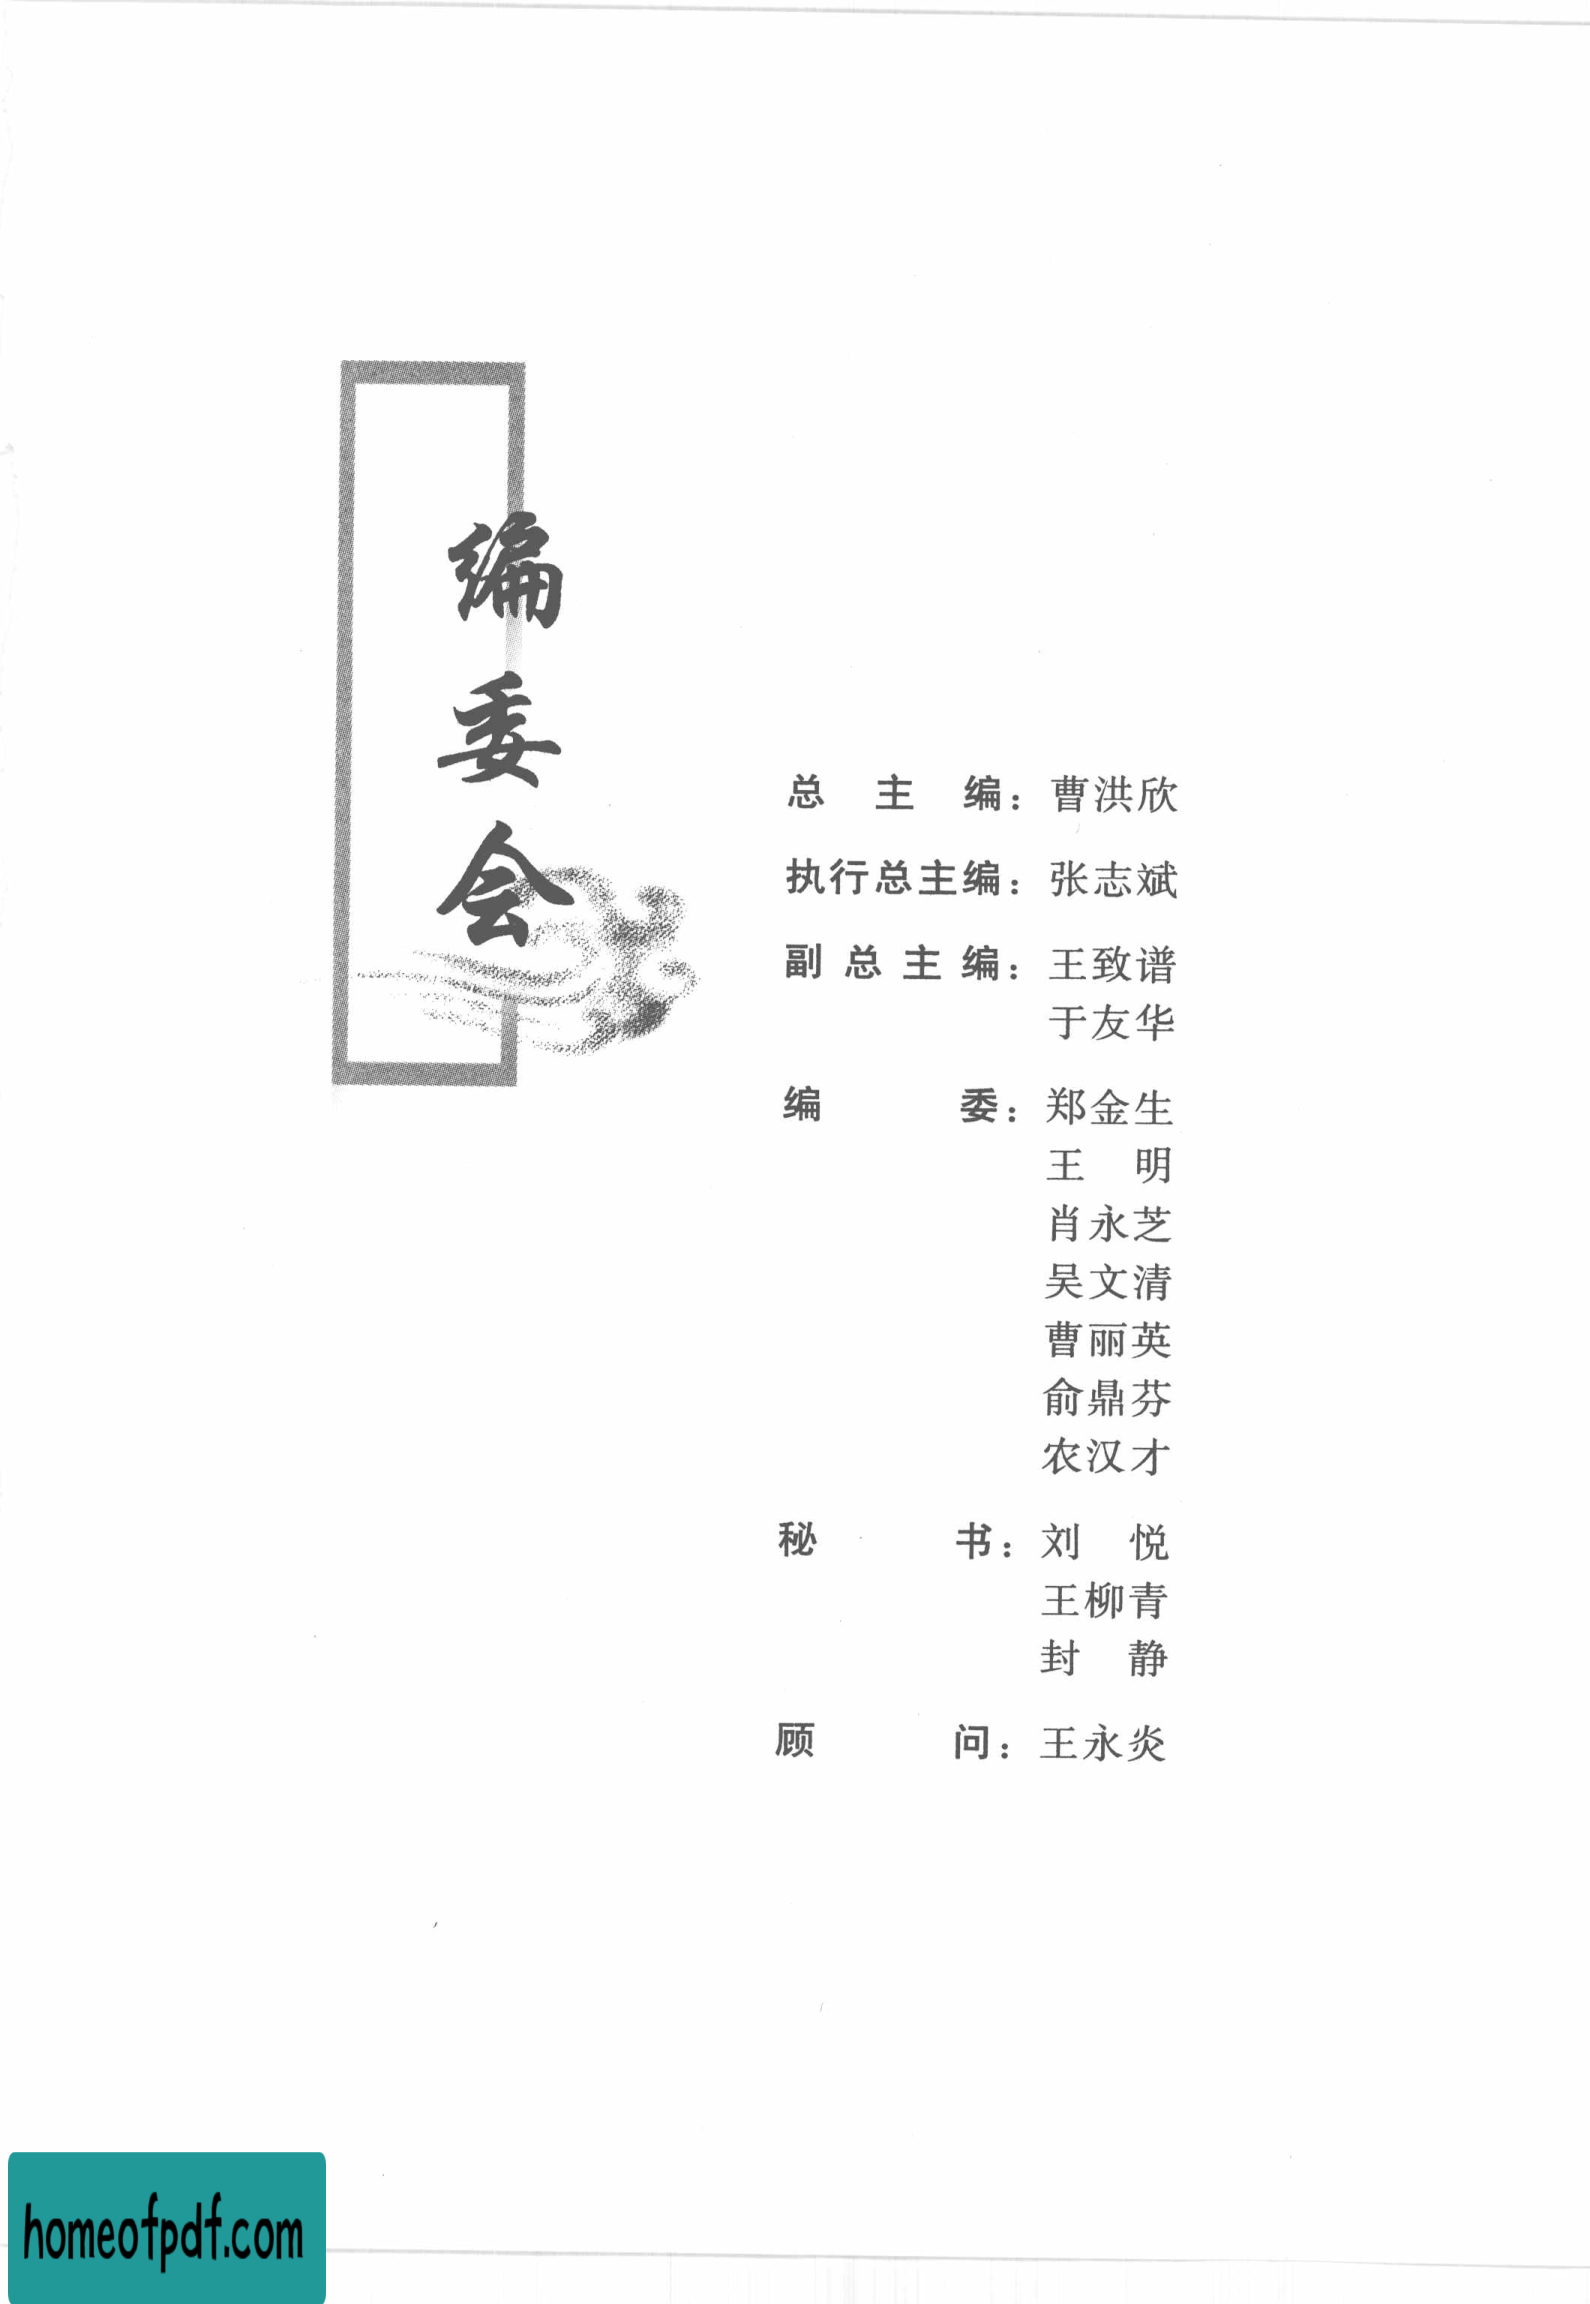 编委会
总主编：曹洪欣
执行总主编：张志斌
副总主编：王致谱
于友华
编委：郑金生
王明
肖永芝
吴文清
曹丽英
俞鼎芬
农汉才
秘书：刘悦
王柳青
封静
顾问：王永炎
homeofpdf.com